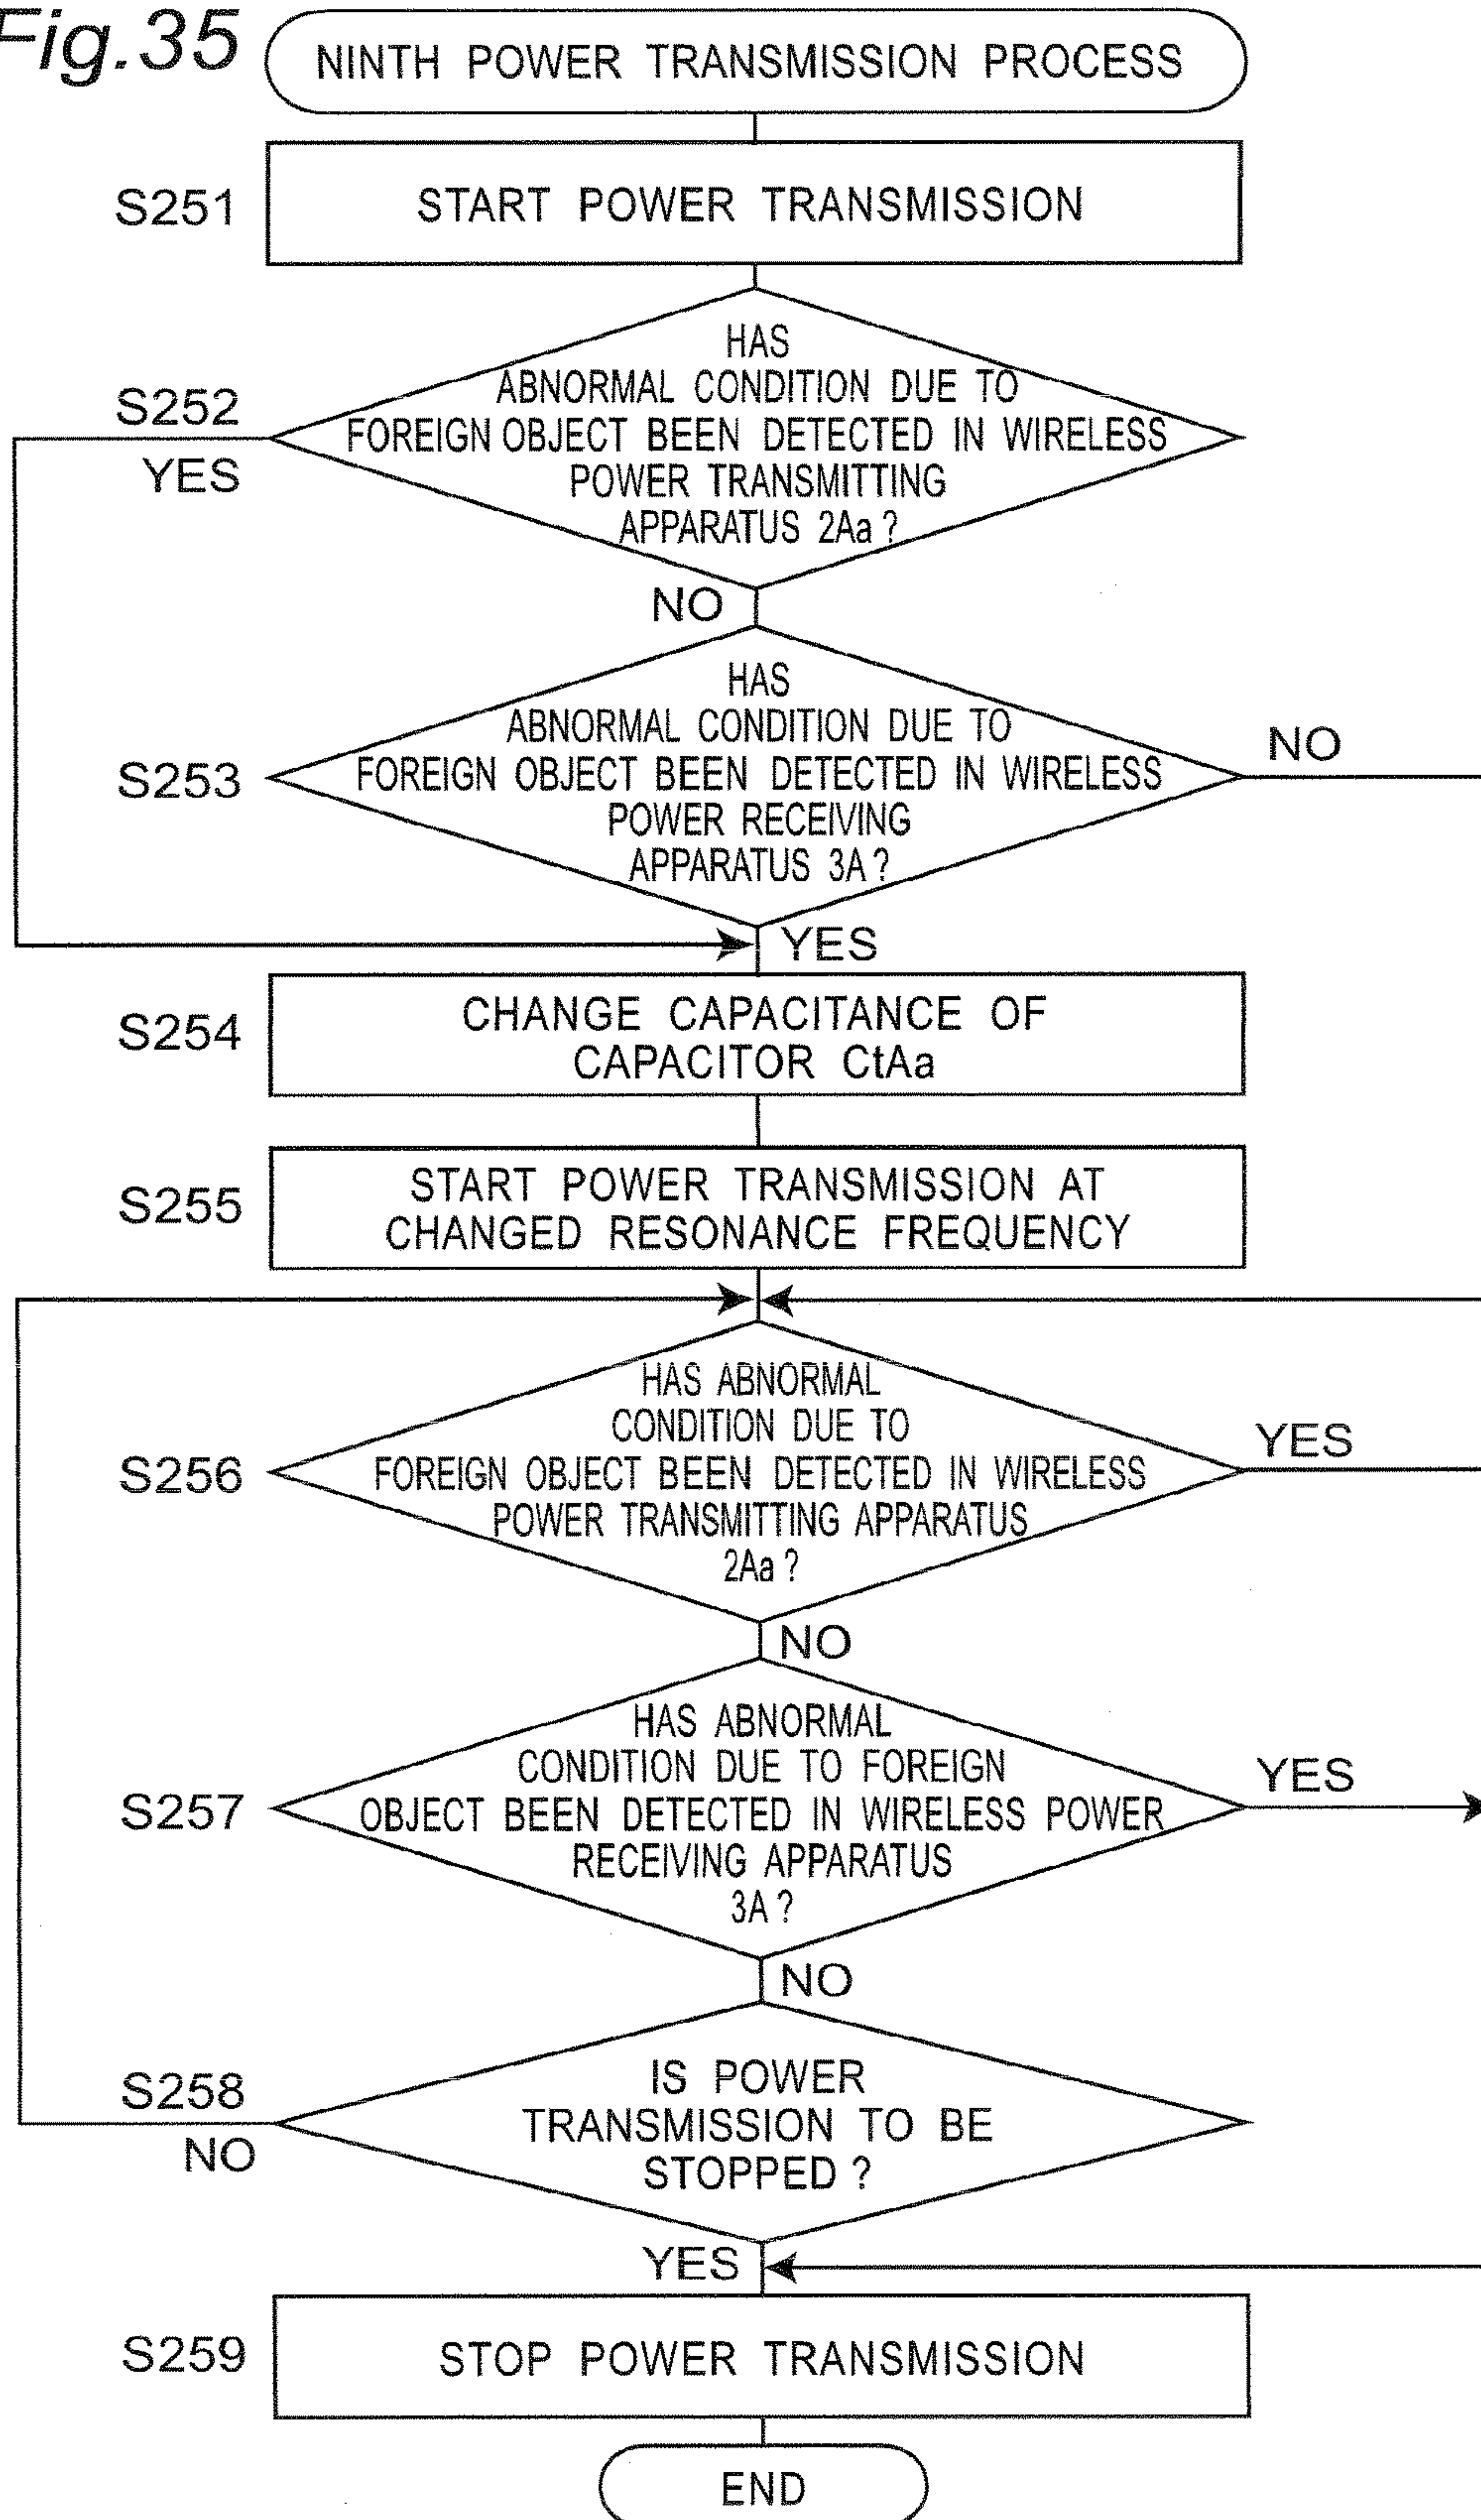 Fig.35
NINTH POWER TRANSMISSION PROCESS
S251
START POWER TRANSMISSION
S252
YES
HAS
ABNORMAL CONDITION DUE TO
FOREIGN OBJECT BEEN DETECTED IN WIRELESS
POWER TRANSMITTING
APPARATUS 2Aa ?
NO
S253
HAS
ABNORMAL CONDITION DUE TO
FOREIGN OBJECT BEEN DETECTED IN WIRELESS
POWER RECEIVING
APPARATUS 3A ?
NO
YES
S254
CHANGE CAPACITANCE OF
CAPACITOR CtAa
S255
START POWER TRANSMISSION AT
CHANGED RESONANCE FREQUENCY
S256
HAS ABNORMAL
CONDITION DUE TO
FOREIGN OBJECT BEEN DETECTED IN WIRELESS
POWER TRANSMITTING APPARATUS
2Aa ?
YES
NO
S257
HAS ABNORMAL
CONDITION DUE TO FOREIGN
OBJECT BEEN DETECTED IN WIRELESS POWER
RECEIVING APPARATUS
3A ?
YES
NO
S258
NO
IS POWER
TRANSMISSION TO BE
STOPPED ?
YES
S259
STOP POWER TRANSMISSION
END